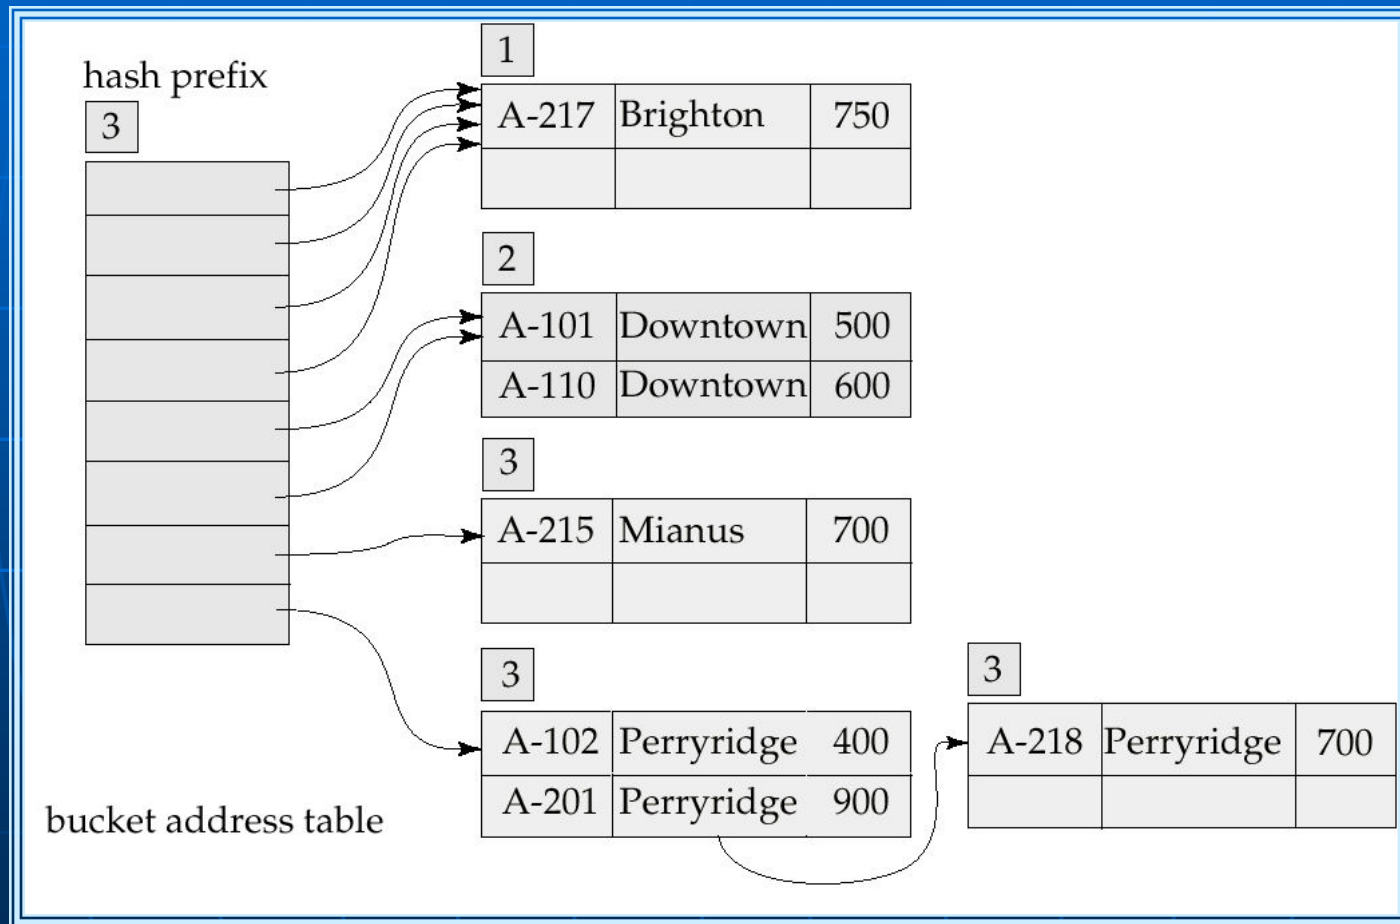 hash prefix
3
1
A-217 Brighton 750
2
A-101 Downtown 500
A-110 Downtown 600
3
A-215 Mianus 700
3
A-102 Perryridge 400
A-201 Perryridge 900
3
A-218 Perryridge 700
bucket address table